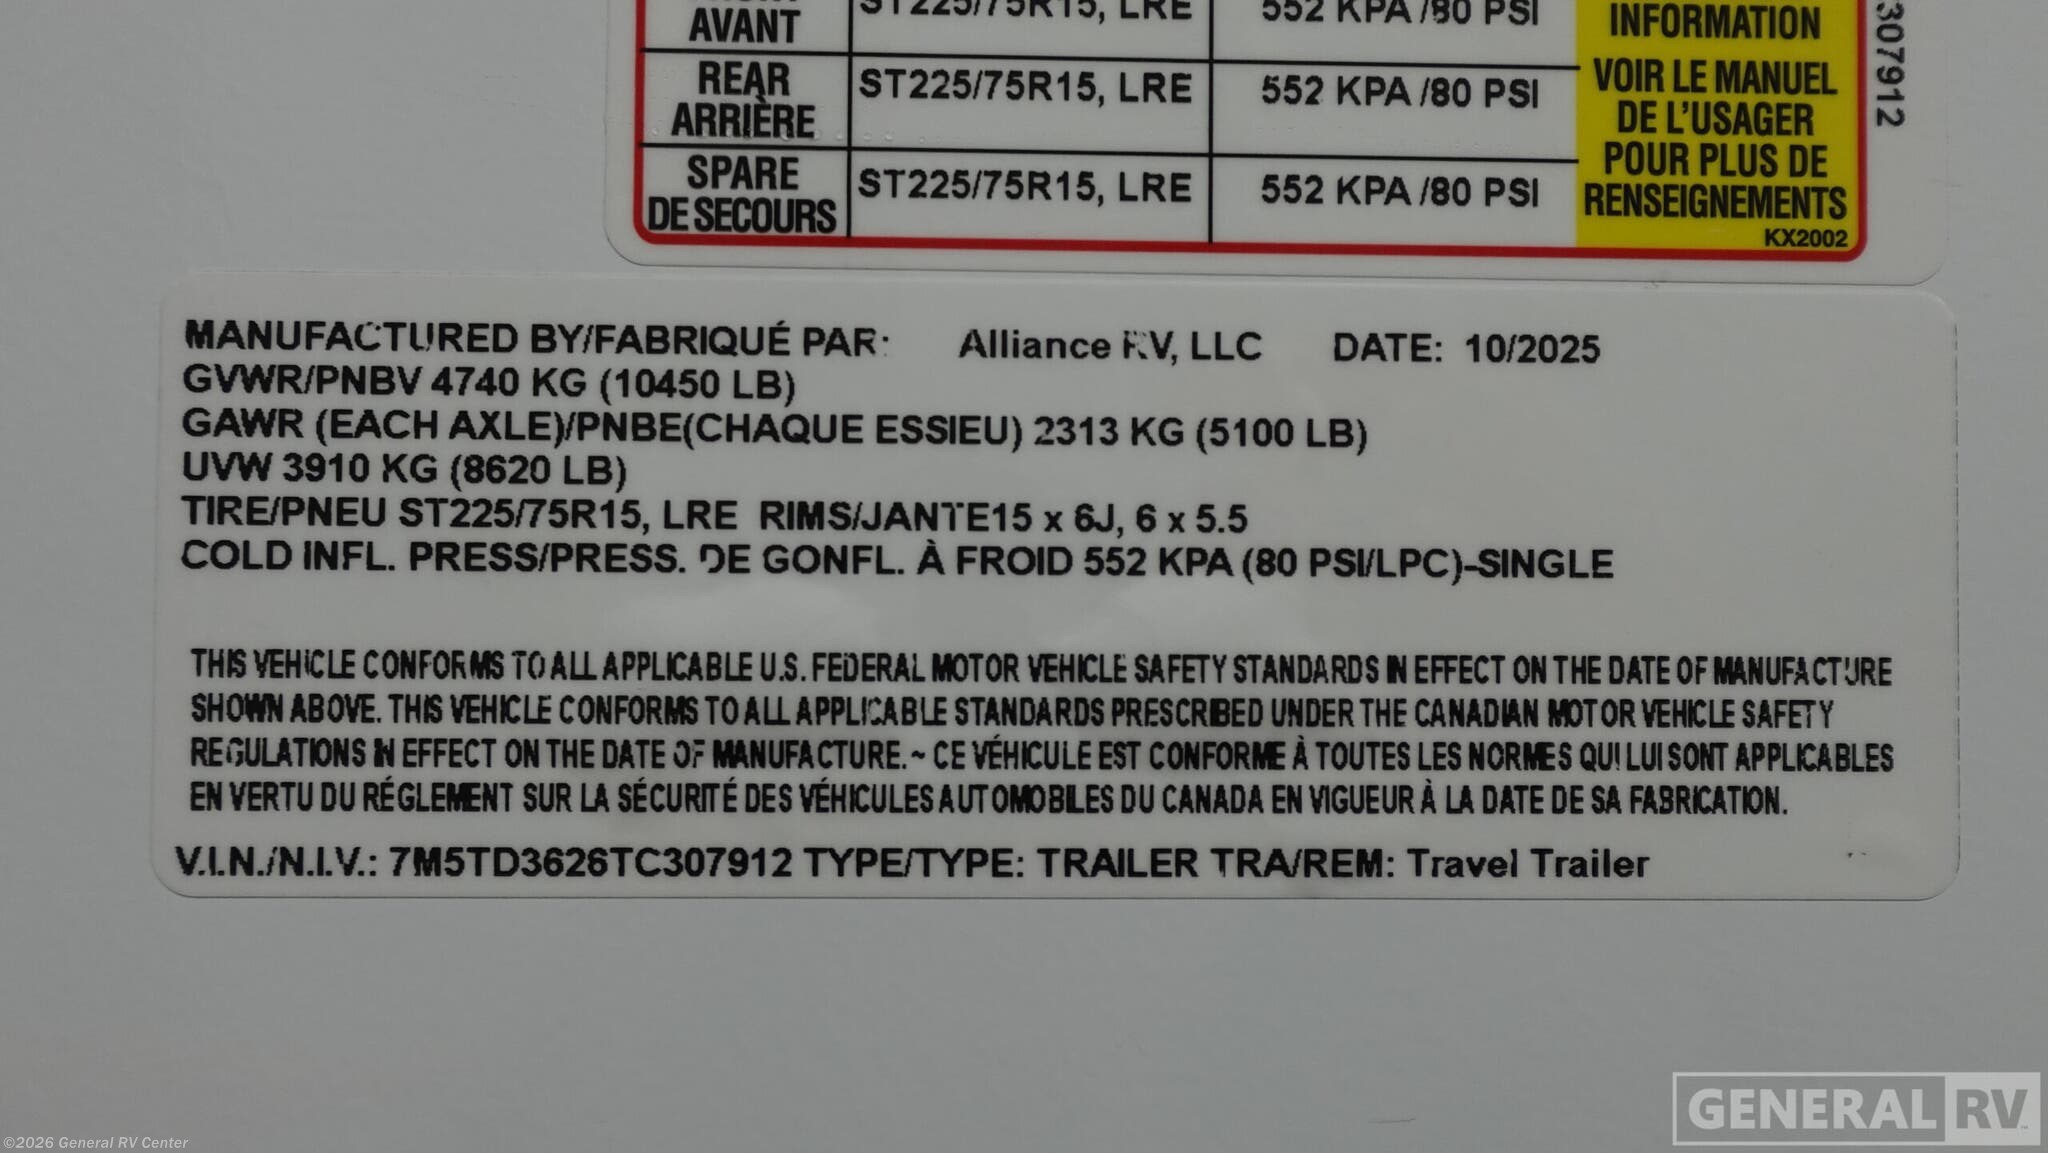 AVANT
ST225/75R15, LRE
552 KPA /80 PSI
INFORMATION
REAR
ARRIÈRE
ST225/75R15, LRE
552 KPA /80 PSI
SPARE
DE SECOURS
ST225/75R15, LRE
552 KPA /80 PSI
VOIR LE MANUEL
DE L'USAGER
POUR PLUS DE
RENSEIGNEMENTS
KX2002
307912
MANUFACTURED BY/FABRIQUÉ PAR: Alliance RV, LLC DATE: 10/2025
GVWR/PNBV 4740 KG (10450 LB)
GAWR (EACH AXLE)/PNBE(CHAQUE ESSIEU) 2313 KG (5100 LB)
UVW 3910 KG (8620 LB)
TIRE/PNEU ST225/75R15, LRE RIMS/JANTE15 x 6J, 6 x 5.5
COLD INFL. PRESS/PRESS. DE GONFL. À FROID 552 KPA (80 PSI/LPC)-SINGLE
THIS VEHICLE CONFORMS TO ALL APPLICABLE U.S. FEDERAL MOTOR VEHICLE SAFETY STANDARDS IN EFFECT ON THE DATE OF MANUFACTURE
SHOWN ABOVE. THIS VEHICLE CONFORMS TO ALL APPLICABLE STANDARDS PRESCRIBED UNDER THE CANADIAN MOTOR VEHICLE SAFETY
REGULATIONS IN EFFECT ON THE DATE OF MANUFACTURE. ~ CE VÉHICULE EST CONFORME À TOUTES LES NORMES QUI LUI SONT APPLICABLES
EN VERTU DU RÉGLEMENT SUR LA SÉCURITÉ DES VÉHICULES AUTOMOBILES DU CANADA EN VIGUEUR À LA DATE DE SA FABRICATION.
V.I.N./N.I.V.: 7M5TD3626TC307912 TYPE/TYPE: TRAILER TRA/REM: Travel Trailer
GENERAL RV
©2026 General RV Center